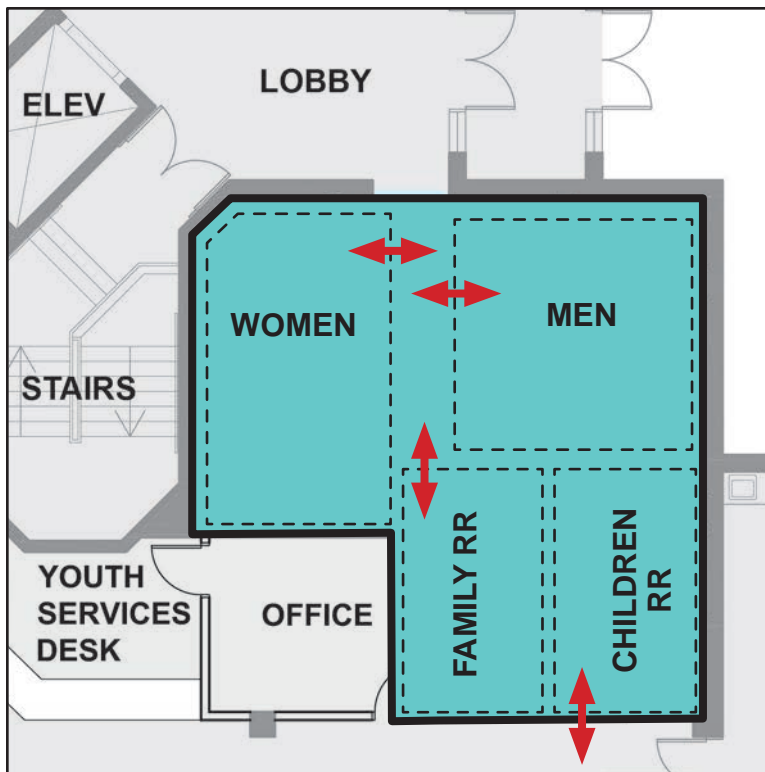 LOBBY
ELEV
WOMEN
MEN
STAIRS
YOUTH
SERVICES
DESK
OFFICE
FAMILY RR
CHILDREN
RR